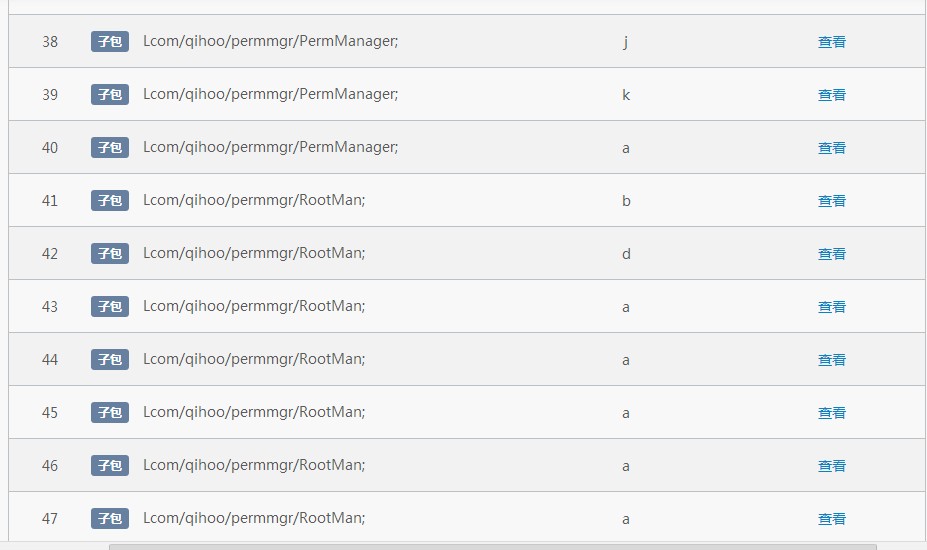 38 子包 Lcom/qihoo/permmgr/PermManager; j 查看
39 子包 Lcom/qihoo/permmgr/PermManager; k 查看
40 子包 Lcom/qihoo/permmgr/PermManager; a 查看
41 子包 Lcom/qihoo/permmgr/RootMan; b 查看
42 子包 Lcom/qihoo/permmgr/RootMan; d 查看
43 子包 Lcom/qihoo/permmgr/RootMan; a 查看
44 子包 Lcom/qihoo/permmgr/RootMan; a 查看
45 子包 Lcom/qihoo/permmgr/RootMan; a 查看
46 子包 Lcom/qihoo/permmgr/RootMan; a 查看
47 子包 Lcom/qihoo/permmgr/RootMan; a 查看